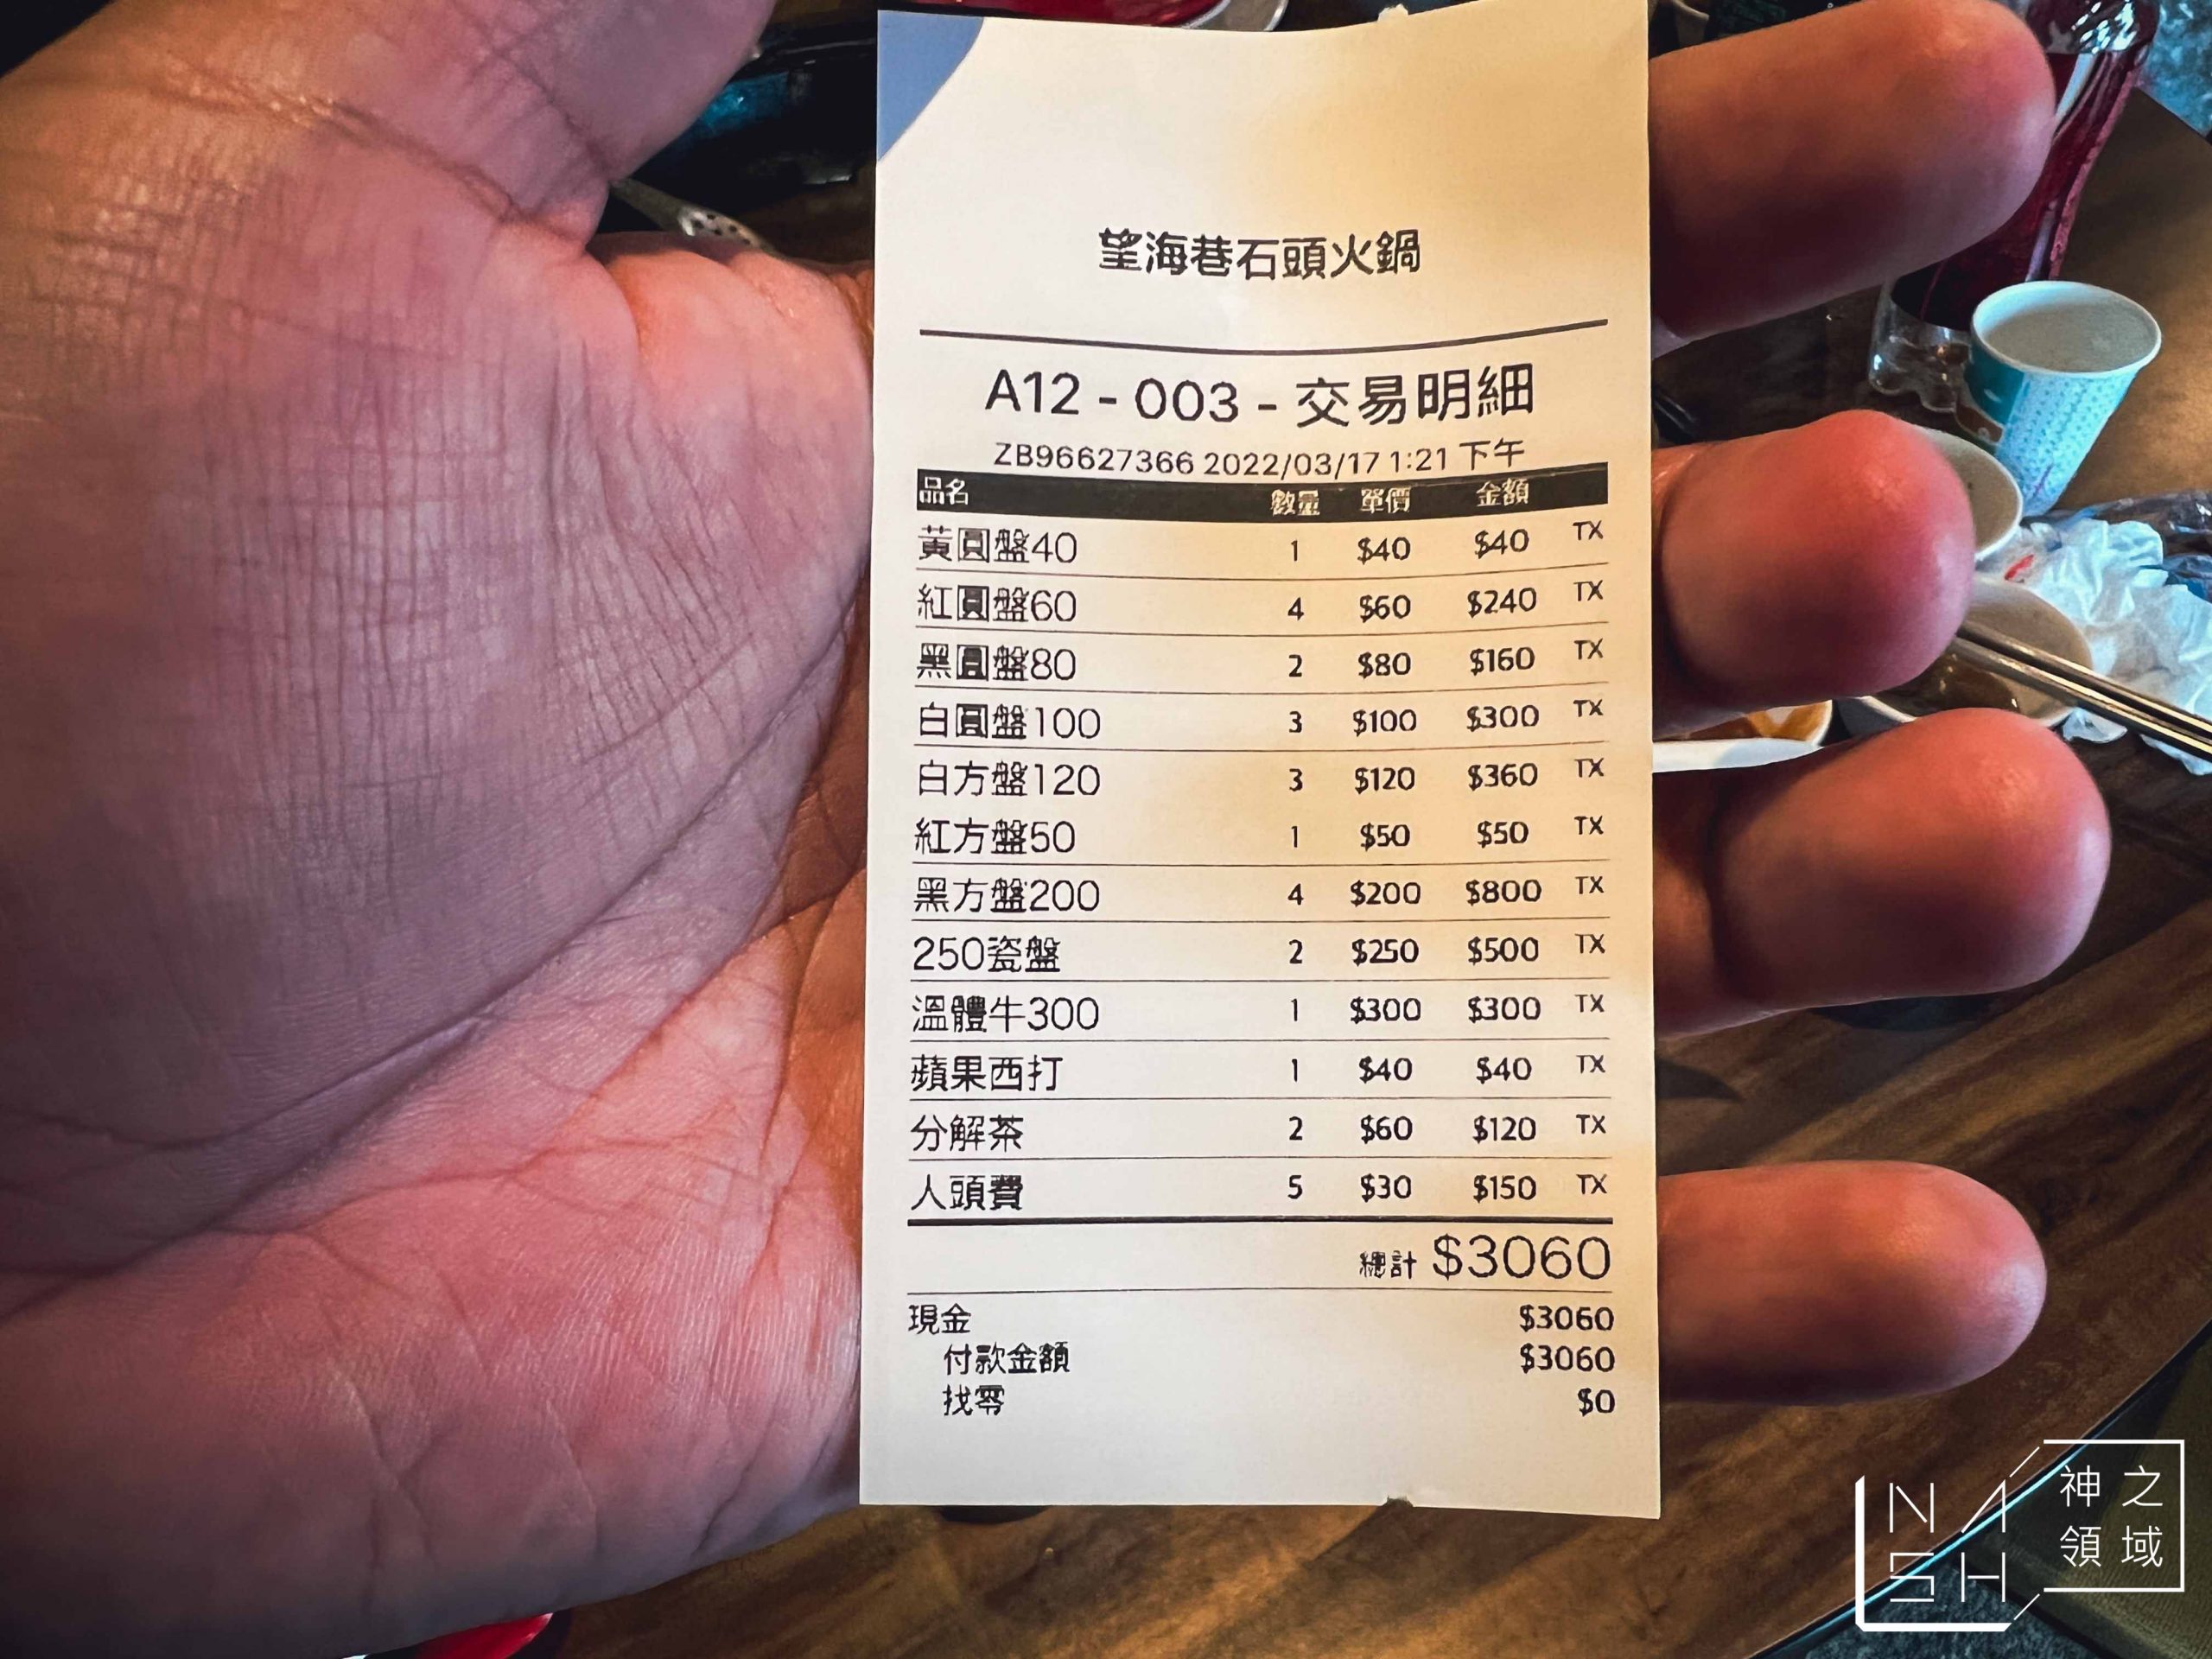 望海巷石頭火鍋
A12 - 003 - 交易明細
ZB96627366 2022/03/17 1:21 下午
品名 數量 單價 金額
黃圓盤40 1 $40 $40 TX
紅圓盤60 4 $60 $240 TX
黑圓盤80 2 $80 $160 TX
白圓盤100 3 $100 $300 TX
白方盤120 3 $120 $360 TX
紅方盤50 1 $50 $50 TX
黑方盤200 4 $200 $800 TX
250瓷盤 2 $250 $500 TX
溫體牛300 1 $300 $300 TX
蘋果西打 1 $40 $40 TX
分解茶 2 $60 $120 TX
人頭費 5 $30 $150 TX
總計 $3060
現金 $3060
付款金額 $3060
找零 $0
NASH
神之
領域